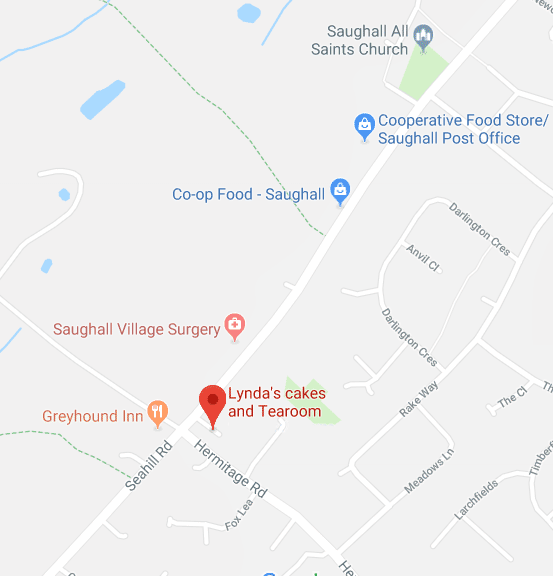 Saughall All
Saints Church
Cooperative Food Store/
Saughall Post Office
Co-op Food - Saughall
Darlington Cres
Anvil Cl
Saughall Village Surgery
Darlington Cres
Lynda's cakes
and Tearoom
Rake Way
The Cl
Greyhound Inn
Seahill Rd
Hermitage Rd
Meadows Ln
Fox Lea
Larchfields